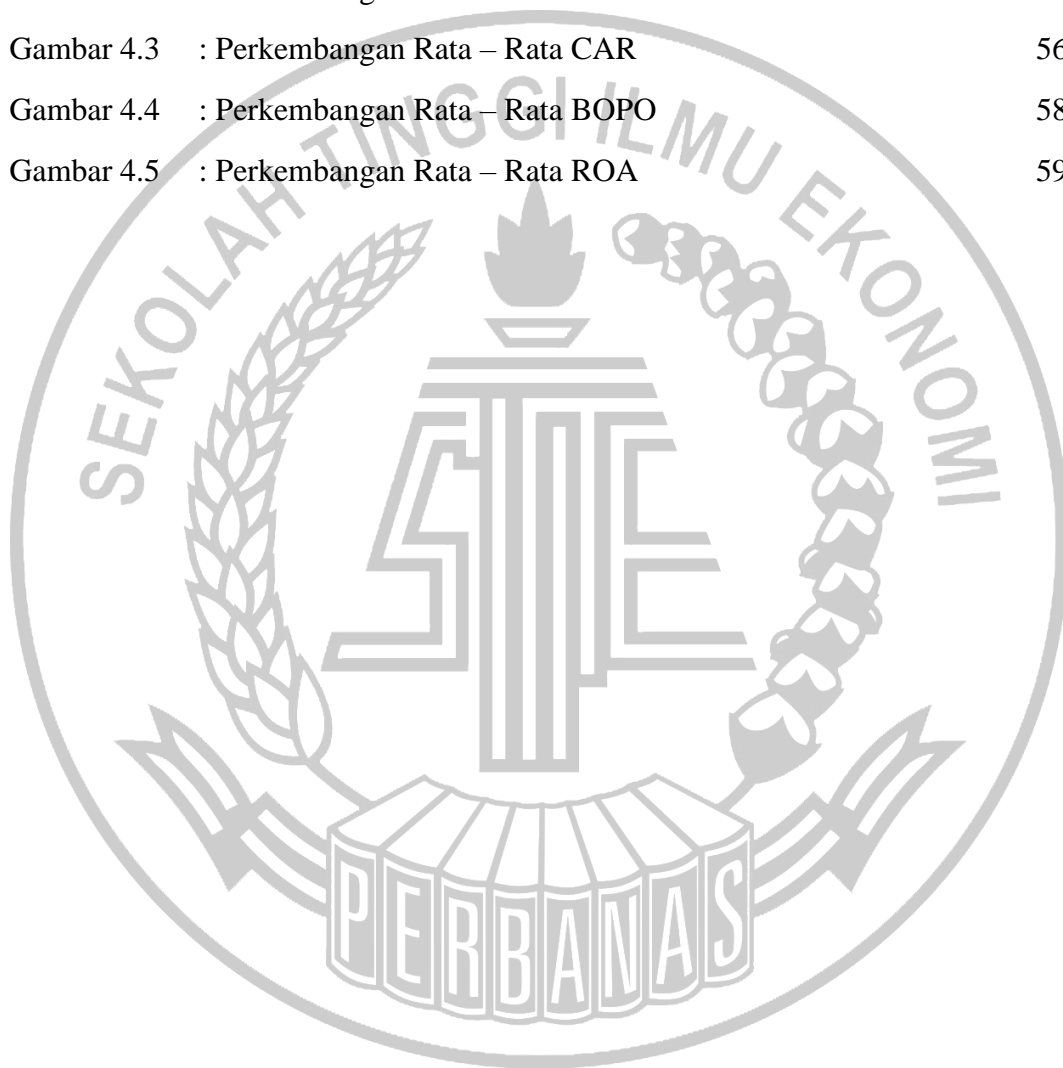 Gambar 4.3 : Perkembangan Rata – Rata CAR 56
Gambar 4.4 : Perkembangan Rata – Rata BOPO 58
Gambar 4.5 : Perkembangan Rata – Rata ROA 59
SEKOLAH TINGGI ILMU EKONOMI
STIE
PERBANAS